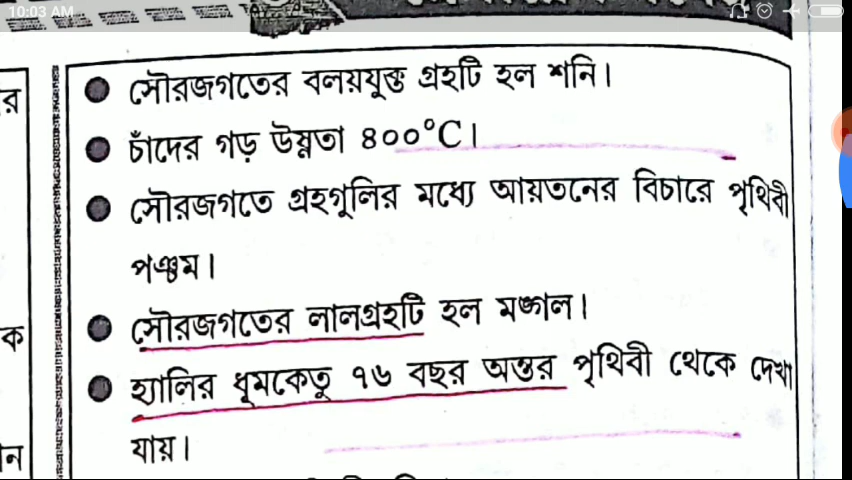 10:03 AM
র
সৌরজগতের বলয়যুক্ত গ্রহটি হল শনি।
চাঁদের গড় উষ্ণতা ৪০০°C।
সৌরজগতে গ্রহগুলির মধ্যে আয়তনের বিচারে পৃথিবী
পঞ্চম।
ক
সৌরজগতের লালগ্রহটি হল মঙ্গল।
হ্যালির ধূমকেতু ৭৬ বছর অন্তর পৃথিবী থেকে দেখা
ন
যায়।